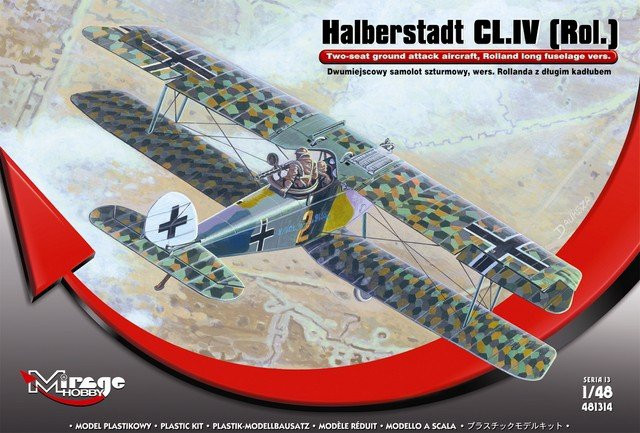 Halberstadt CL.IV (Rol.)
Two-seat ground attack aircraft, Rolland long fuselage vers.
Dwumiejscowy samolot szturmowy, wers. Rollanda z długim kadłubem
2
Mirage
HOBBY
SERIA 13
1/48
481314
• MODEL PLASTIKOWY • PLASTIC KIT • PLASTIK-MODELLBAUSATZ • MODÈLE RÉDUIT • MODELLO A SCALA • プラスチックモデルキット •